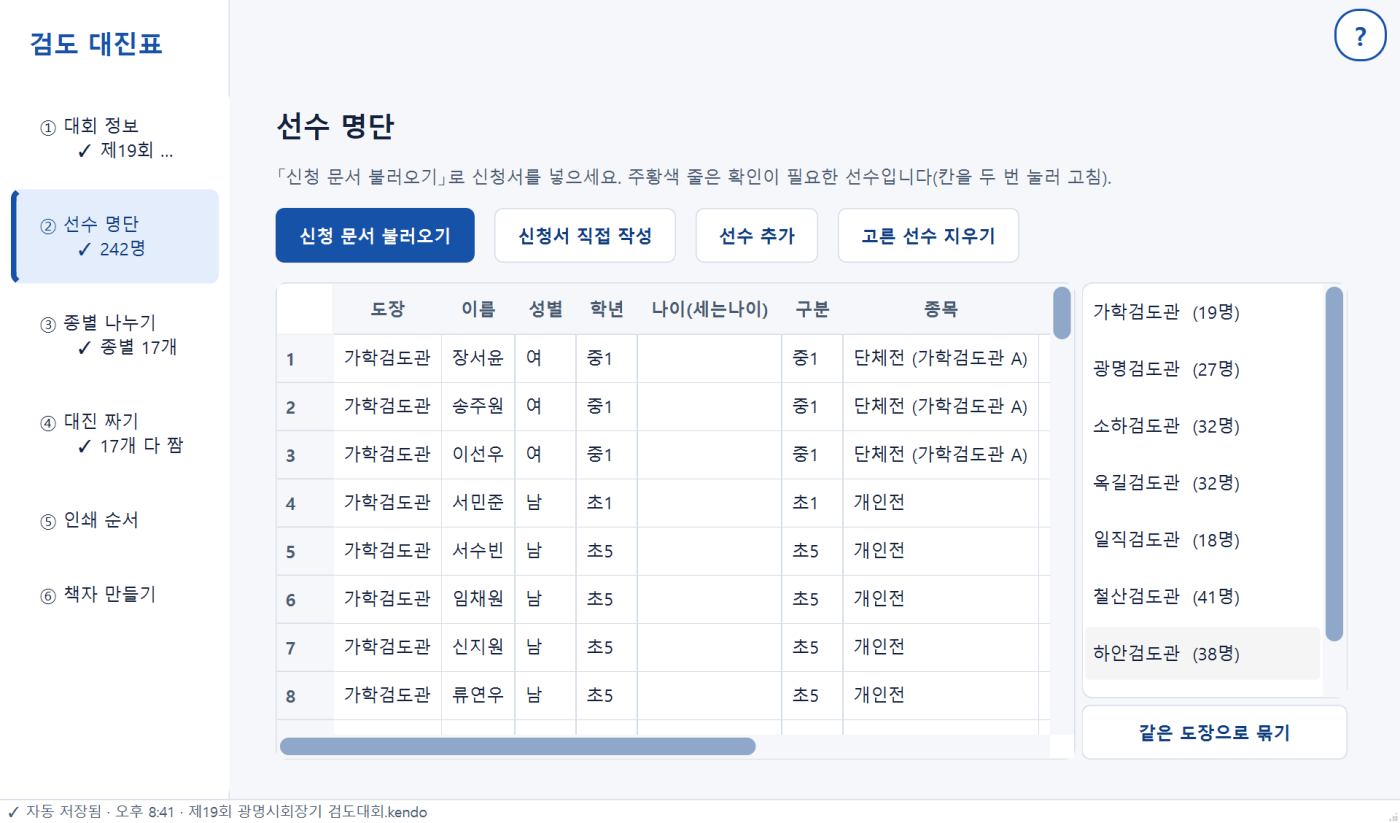 검도 대진표
?
① 대회 정보
✓ 제19회 ...
② 선수 명단
✓ 242명
③ 종별 나누기
✓ 종별 17개
④ 대진 짜기
✓ 17개 다 짬
⑤ 인쇄 순서
⑥ 책자 만들기
선수 명단
「신청 문서 불러오기」로 신청서를 넣으세요. 주황색 줄은 확인이 필요한 선수입니다(칸을 두 번 눌러 고침).
신청 문서 불러오기 신청서 직접 작성 선수 추가 고른 선수 지우기
도장 이름 성별 학년 나이(세는나이) 구분 종목
1 가학검도관 장서윤 여 중1 중1 단체전 (가학검도관 A)
2 가학검도관 송주원 여 중1 중1 단체전 (가학검도관 A)
3 가학검도관 이선우 여 중1 중1 단체전 (가학검도관 A)
4 가학검도관 서민준 남 초1 초1 개인전
5 가학검도관 서수빈 남 초5 초5 개인전
6 가학검도관 임채원 남 초5 초5 개인전
7 가학검도관 신지원 남 초5 초5 개인전
8 가학검도관 류연우 남 초5 초5 개인전
가학검도관 (19명)
광명검도관 (27명)
소하검도관 (32명)
옥길검도관 (32명)
일직검도관 (18명)
철산검도관 (41명)
하안검도관 (38명)
같은 도장으로 묶기
✓ 자동 저장됨 · 오후 8:41 · 제19회 광명시회장기 검도대회.kendo